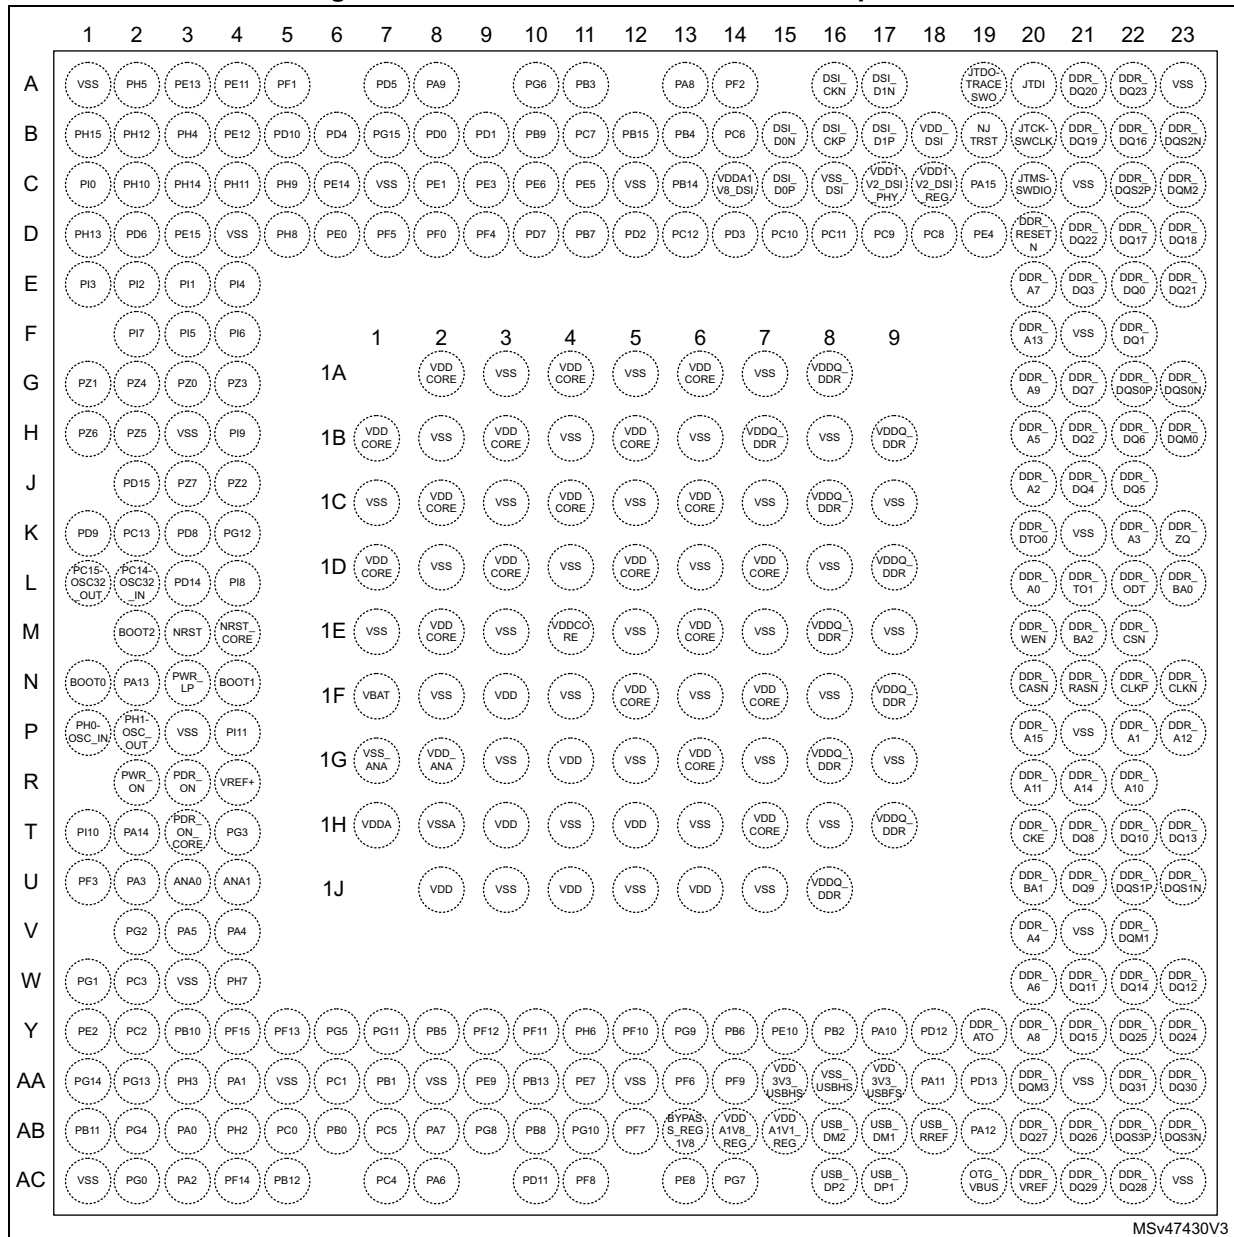 1 2 3 4 5 6 7 8 9 10 11 12 13 14 15 16 17 18 19 20 21 22 23
A VSS PH5 PE13 PE11 PF1 PD5 PA9 PG6 PB3 PA8 PF2 DSI_CKN DSI_D1N JTDO-TRACESWO JTDI DDR_DQ20 DDR_DQ23 VSS
B PH15 PH12 PH4 PE12 PD10 PD4 PG15 PD0 PD1 PB9 PC7 PB15 PB4 PC6 DSI_D0N DSI_CKP DSI_D1P VDD_DSI NJTRST JTCK-SWCLK DDR_DQ19 DDR_DQ16 DDR_DQS2N
C PI0 PH10 PH14 PH11 PH9 PE14 VSS PE1 PE3 PE6 PE5 VSS PB14 VDDA1V8_DSI DSI_D0P VSS_DSI VDD1V2_DSI_PHY VDD1V2_DSI_REG PA15 JTMS-SWDIO VSS DDR_DQS2P DDR_DQM2
D PH13 PD6 PE15 VSS PH8 PE0 PF5 PF0 PF4 PD7 PB7 PD2 PC12 PD3 PC10 PC11 PC9 PC8 PE4 DDR_RESETN DDR_DQ22 DDR_DQ17 DDR_DQ18
E PI3 PI2 PI1 PI4 DDR_A7 DDR_DQ3 DDR_DQ0 DDR_DQ21
F PI7 PI5 PI6 DDR_A13 VSS DDR_DQ1
1 2 3 4 5 6 7 8 9
1A VDDCORE VSS VDDCORE VSS VDDCORE VSS VDDQ_DDR
G PZ1 PZ4 PZ0 PZ3 DDR_A9 DDR_DQ7 DDR_DQS0P DDR_DQS0N
H PZ6 PZ5 VSS PI9 DDR_A5 DDR_DQ2 DDR_DQ6 DDR_DQM0
1B VDDCORE VSS VDDCORE VSS VDDCORE VSS VDDQ_DDR VSS VDDQ_DDR
J PD15 PZ7 PZ2 DDR_A2 DDR_DQ4 DDR_DQ5
1C VSS VDDCORE VSS VDDCORE VSS VDDCORE VSS VDDQ_DDR VSS
K PD9 PC13 PD8 PG12 DDR_DTO0 VSS DDR_A3 DDR_ZQ
1D VDDCORE VSS VDDCORE VSS VDDCORE VSS VDDCORE VSS VDDQ_DDR
L PC15-OSC32_OUT PC14-OSC32_IN PD14 PI8 DDR_A0 DDR_TO1 DDR_ODT DDR_BA0
M BOOT2 NRST NRST_CORE DDR_WEN DDR_BA2 DDR_CSN
1E VSS VDDCORE VSS VDDCORE VSS VDDCORE VSS VDDQ_DDR VSS
N BOOT0 PA13 PWR_LP BOOT1 DDR_CASN DDR_RASN DDR_CLKP DDR_CLKN
1F VBAT VSS VDD VSS VDDCORE VSS VDDCORE VSS VDDQ_DDR
P PH0-OSC_IN PH1-OSC_OUT VSS PI11 DDR_A15 VSS DDR_A1 DDR_A12
1G VSS_ANA VDD_ANA VSS VDD VSS VDDCORE VSS VDDQ_DDR VSS
R PWR_ON PDR_ON VREF+ DDR_A11 DDR_A14 DDR_A10
T PI10 PA14 PDR_ON_CORE PG3 DDR_CKE DDR_DQ8 DDR_DQ10 DDR_DQ13
1H VDDA VSSA VDD VSS VDD VSS VDDCORE VSS VDDQ_DDR
U PF3 PA3 ANA0 ANA1 DDR_BA1 DDR_DQ9 DDR_DQS1P DDR_DQS1N
1J VDD VSS VDD VSS VDD VSS VDDQ_DDR
V PG2 PA5 PA4 DDR_A4 VSS DDR_DQM1
W PG1 PC3 VSS PH7 DDR_A6 DDR_DQ11 DDR_DQ14 DDR_DQ12
Y PE2 PC2 PB10 PF15 PF13 PG5 PG11 PB5 PF12 PF11 PH6 PF10 PG9 PB6 PE10 PB2 PA10 PD12 DDR_ATO DDR_A8 DDR_DQ15 DDR_DQ25 DDR_DQ24
AA PG14 PG13 PH3 PA1 VSS PC1 PB1 VSS PE9 PB13 PE7 VSS PF6 PF9 VDD3V3_USBHS VSS_USBHS VDD3V3_USBFS PA11 PD13 DDR_DQM3 VSS DDR_DQ31 DDR_DQ30
AB PB11 PG4 PA0 PH2 PC0 PB0 PC5 PA7 PG8 PB8 PG10 PF7 BYPASS_REG1V8 VDDA1V8_REG VDDA1V1_REG USB_DM2 USB_DM1 USB_RREF PA12 DDR_DQ27 DDR_DQ26 DDR_DQS3P DDR_DQS3N
AC VSS PG0 PA2 PF14 PB12 PC4 PA6 PD11 PF8 PE8 PG7 USB_DP2 USB_DP1 OTG_VBUS DDR_VREF DDR_DQ29 DDR_DQ28 VSS
MSv47430V3